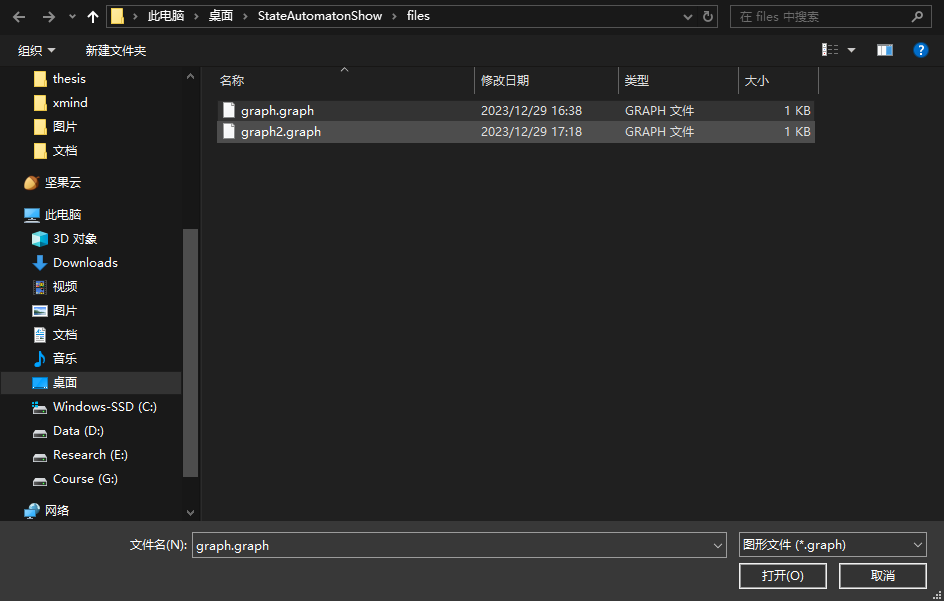 此电脑 › 桌面 › StateAutomatonShow › files
在 files 中搜索
组织
新建文件夹
thesis
xmind
图片
文档
坚果云
此电脑
3D 对象
Downloads
视频
图片
文档
音乐
桌面
Windows-SSD (C:)
Data (D:)
Research (E:)
Course (G:)
网络
名称 修改日期 类型 大小
graph.graph 2023/12/29 16:38 GRAPH 文件 1 KB
graph2.graph 2023/12/29 17:18 GRAPH 文件 1 KB
文件名(N): graph.graph
图形文件 (*.graph)
打开(O) 取消